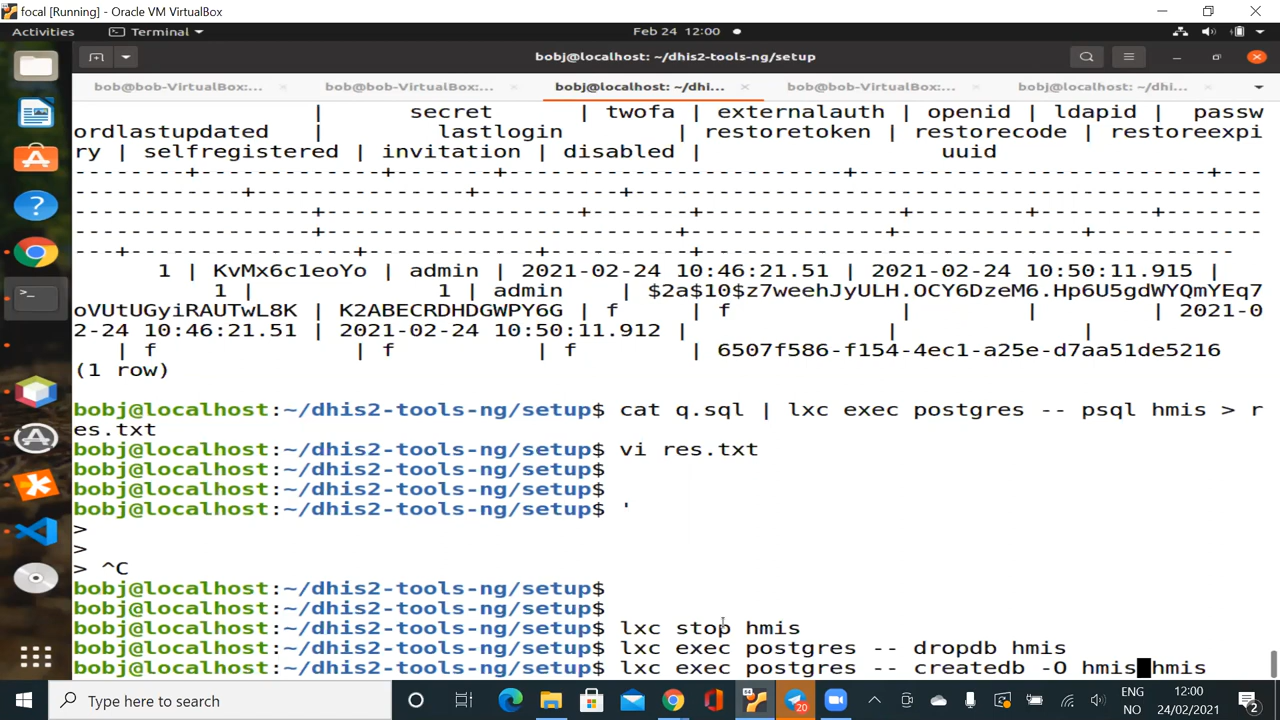 focal [Running] - Oracle VM VirtualBox
Activities Terminal Feb 24 12:00
bobj@localhost: ~/dhis2-tools-ng/setup
bob@bob-VirtualBox:... bob@bob-VirtualBox:... bobj@localhost: ~/dhi... bob@bob-VirtualBox:... bobj@localhost: ~/dhi...
| secret | twofa | externalauth | openid | ldapid | passw
ordlastupdated | lastlogin | restoretoken | restorecode | restoreexpi
ry | selfregistered | invitation | disabled | uuid
--------+--------------+--------+-------------------------+-------------------------+---
------------+----------------+----------+-----------------------------------------------
-----------------+------------------+-------+--------------+--------+--------+-------
-----------------+-------------------------+--------------+-------------+------------
---+----------------+------------+----------+--------------------------------------
1 | KvMx6c1eoYo | admin | 2021-02-24 10:46:21.51 | 2021-02-24 10:50:11.915 |
1 | 1 | admin | $2a$10$z7weehJyULH.OCY6DzeM6.Hp6U5gdWYQmYEq7
oVUtUGyiRAUTwL8K | K2ABECRDHDGWPY6G | f | f | | | 2021-0
2-24 10:46:21.51 | 2021-02-24 10:50:11.912 | | |
| f | f | f | 6507f586-f154-4ec1-a25e-d7aa51de5216
(1 row)
bobj@localhost:~/dhis2-tools-ng/setup$ cat q.sql | lxc exec postgres -- psql hmis > r
es.txt
bobj@localhost:~/dhis2-tools-ng/setup$ vi res.txt
bobj@localhost:~/dhis2-tools-ng/setup$
bobj@localhost:~/dhis2-tools-ng/setup$
bobj@localhost:~/dhis2-tools-ng/setup$ '
>
>
> ^C
bobj@localhost:~/dhis2-tools-ng/setup$
bobj@localhost:~/dhis2-tools-ng/setup$
bobj@localhost:~/dhis2-tools-ng/setup$ lxc stop hmis
bobj@localhost:~/dhis2-tools-ng/setup$ lxc exec postgres -- dropdb hmis
bobj@localhost:~/dhis2-tools-ng/setup$ lxc exec postgres -- createdb -O hmis hmis
Type here to search
20
ENG
NO
12:00
24/02/2021
2